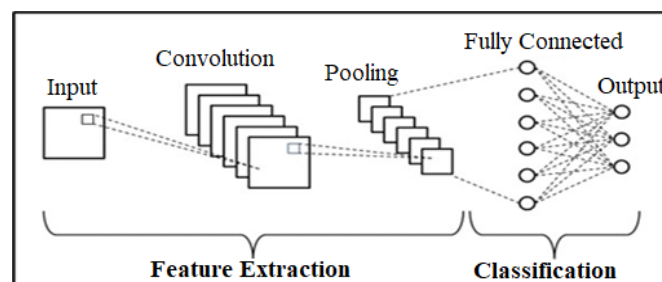 Input
Convolution
Pooling
Fully Connected
Output
Feature Extraction
Classification